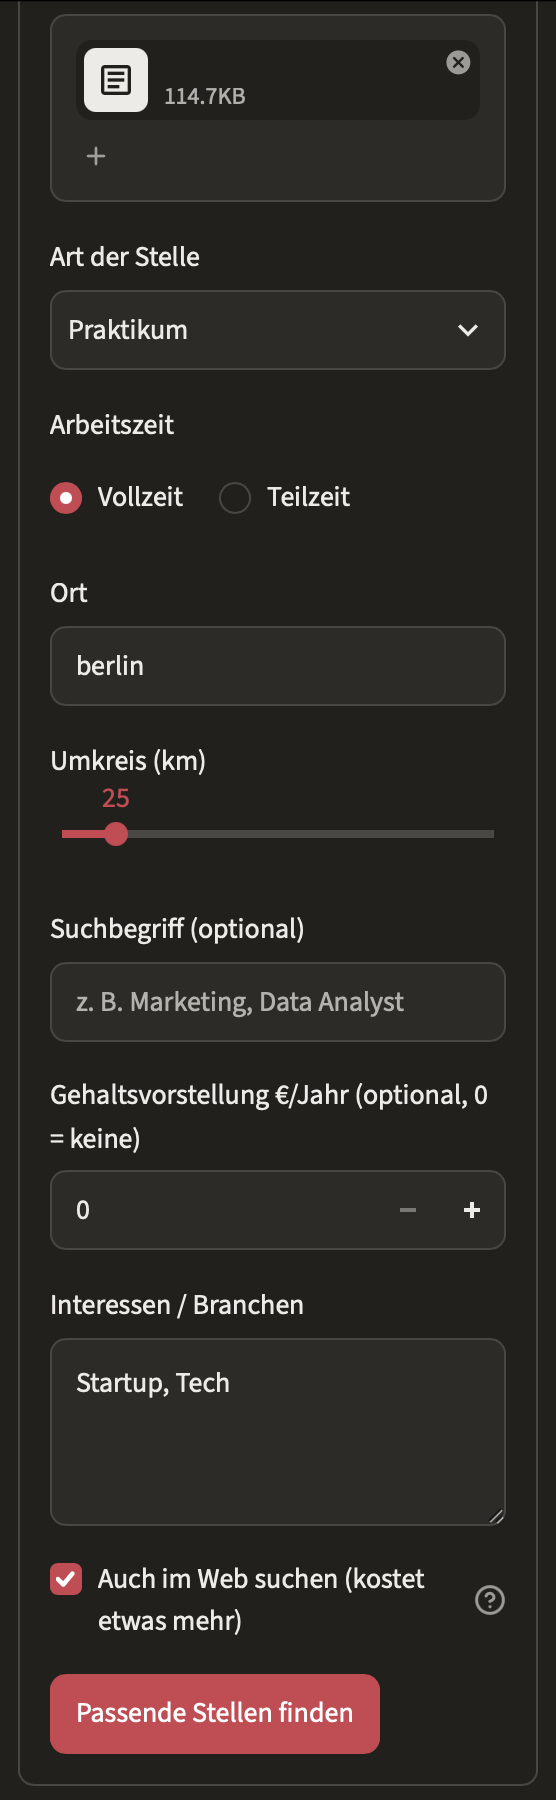 114.7KB
Art der Stelle
Praktikum
Arbeitszeit
Vollzeit
Teilzeit
Ort
berlin
Umkreis (km)
25
Suchbegriff (optional)
z. B. Marketing, Data Analyst
Gehaltsvorstellung €/Jahr (optional, 0
= keine)
0
Interessen / Branchen
Startup, Tech
Auch im Web suchen (kostet
etwas mehr)
Passende Stellen finden